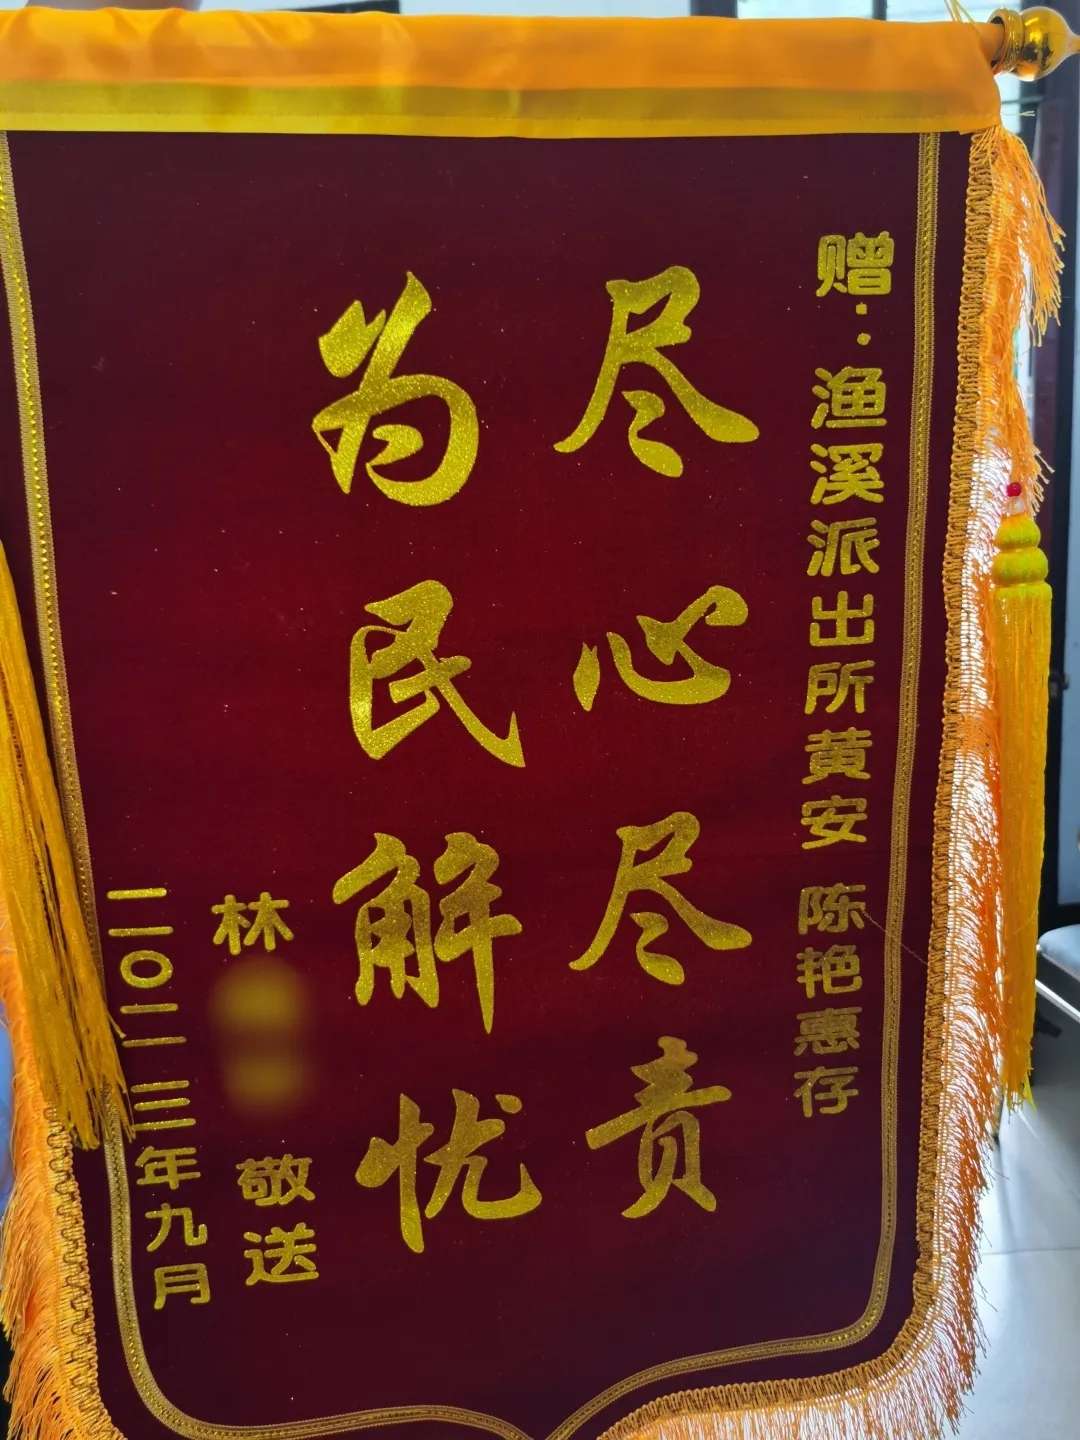 赠：渔溪派出所黄安 陈艳惠存
尽心尽责
为民解忧
林 敬送
二〇二三年九月